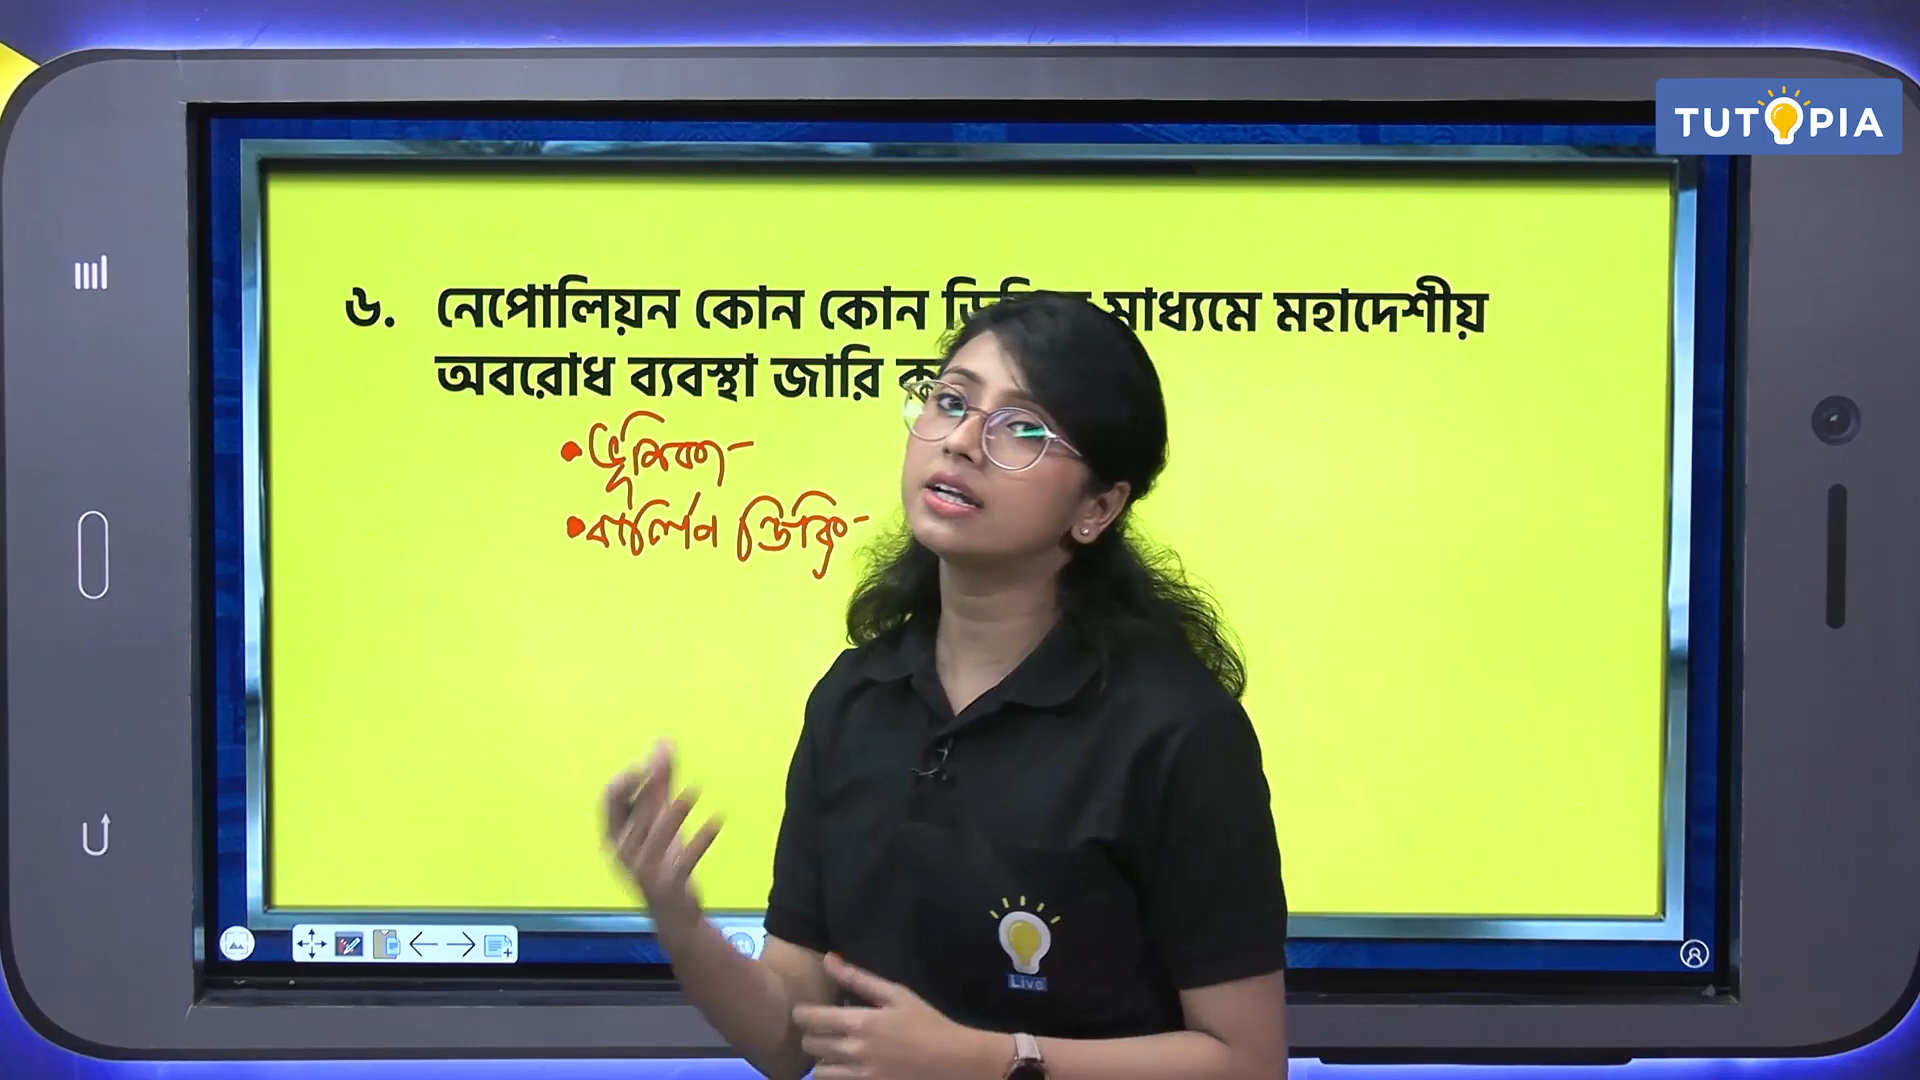 TUTOPIA
৬. নেপোলিয়ন কোন কোন মাধ্যমে মহাদেশীয়
অবরোধ ব্যবস্থা জারি
• ভূমিকা-
• বার্লিন ডিক্রি-
Live